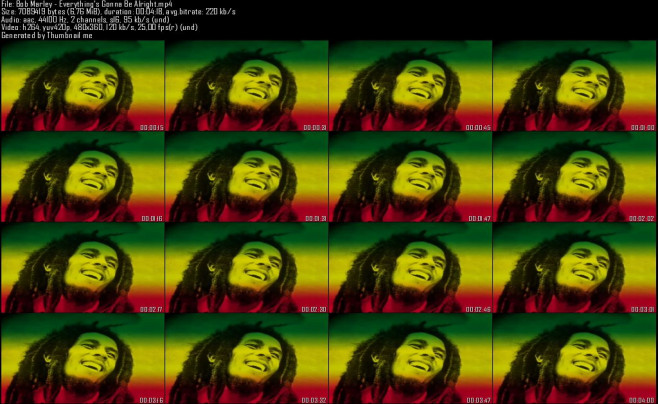 File: Bob Marley - Everything's Gonna Be Alright.mp4
Size: 7089419 bytes (6,76 MiB), duration: 00:04:18, avg.bitrate: 220 kb/s
Audio: aac, 44100 Hz, 2 channels, s16, 95 kb/s (und)
Video: h264, yuv420p, 480x360, 120 kb/s, 25,00 fps(r) (und)
Generated by Thumbnail me
00:00:15 00:00:31 00:00:46 00:01:00
00:01:16 00:01:31 00:01:47 00:02:02
00:02:17 00:02:30 00:02:46 00:03:01
00:03:16 00:03:32 00:03:47 00:04:00